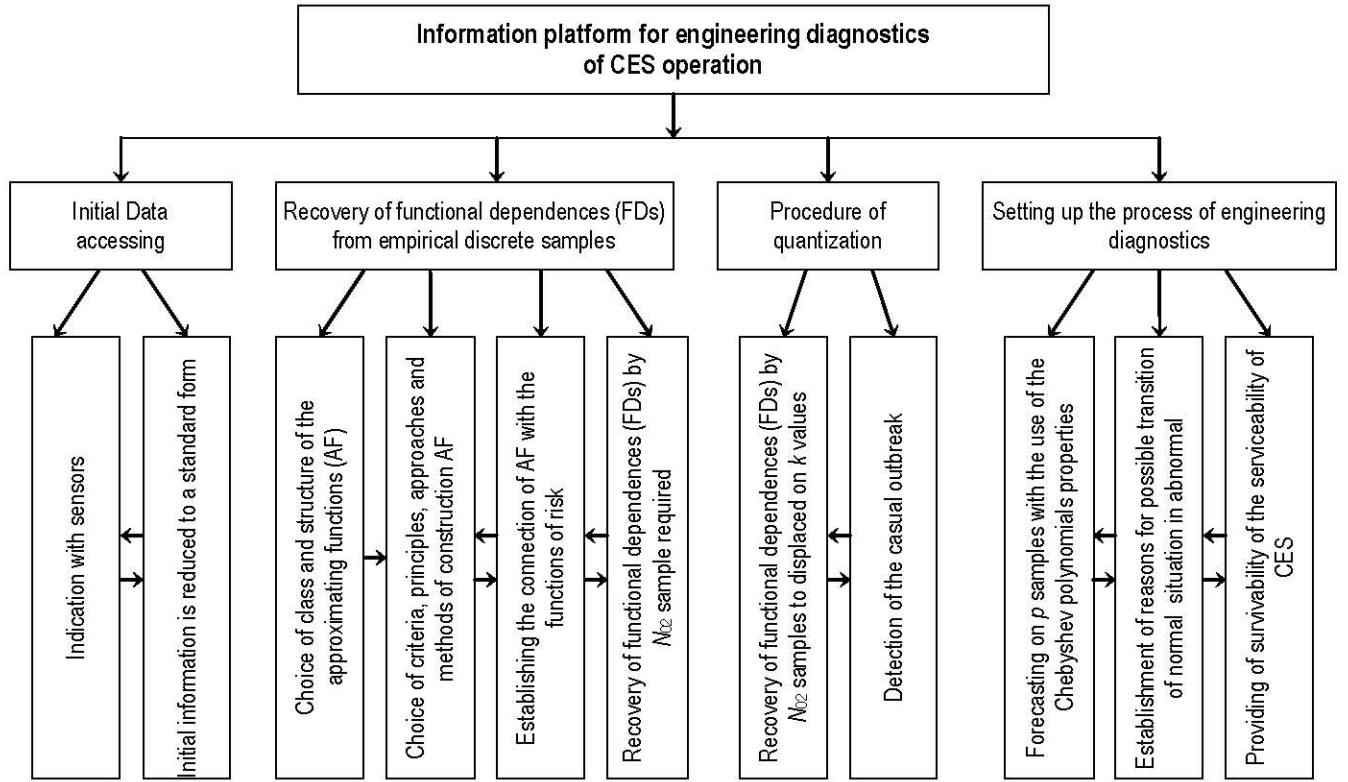 Information platform for engineering diagnostics
of CES operation
Initial Data
accessing
Recovery of functional dependences (FDs)
from empirical discrete samples
Procedure of
quantization
Setting up the process of engineering
diagnostics
Indication with sensors
Initial information is reduced to a standard form
Choice of class and structure of the
approximating functions (AF)
Choice of criteria, principles, approaches and
methods of construction AF
Establishing the connection of AF with the
functions of risk
Recovery of functional dependences (FDs) by
N02 sample required
Recovery of functional dependences (FDs) by
N02 samples to displaced on k values
Detection of the casual outbreak
Forecasting on p samples with the use of the
Chebyshev polynomials properties
Establishment of reasons for possible transition
of normal situation in abnormal
Providing of survivability of the serviceability of
CES